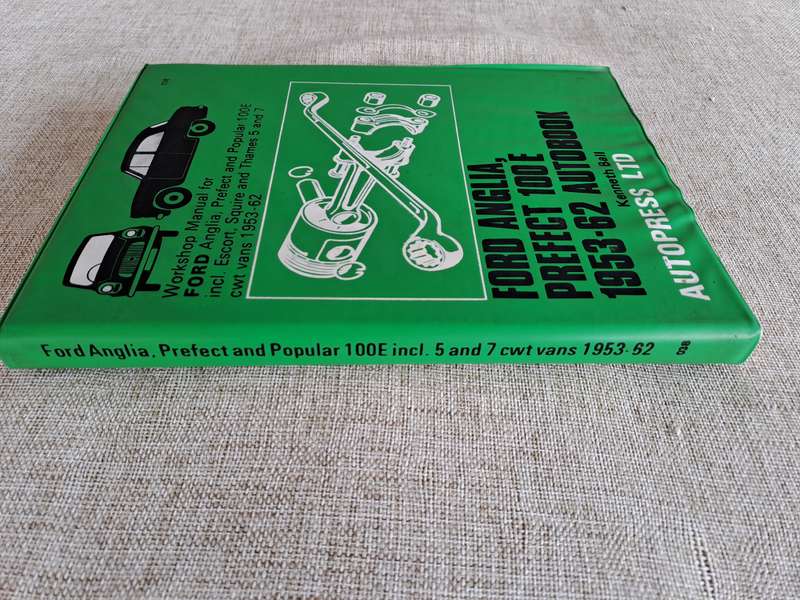 Workshop Manual for
FORD Anglia, Prefect and Popular 100E
incl. Escort, Squire and Thames 5 and 7
cwt vans 1953-62
FORD ANGLIA,
PREFECT 100E
1953-62 AUTOBOOK
Kenneth Ball
AUTOPRESS LTD
Ford Anglia, Prefect and Popular 100E incl. 5 and 7 cwt vans 1953-62
038